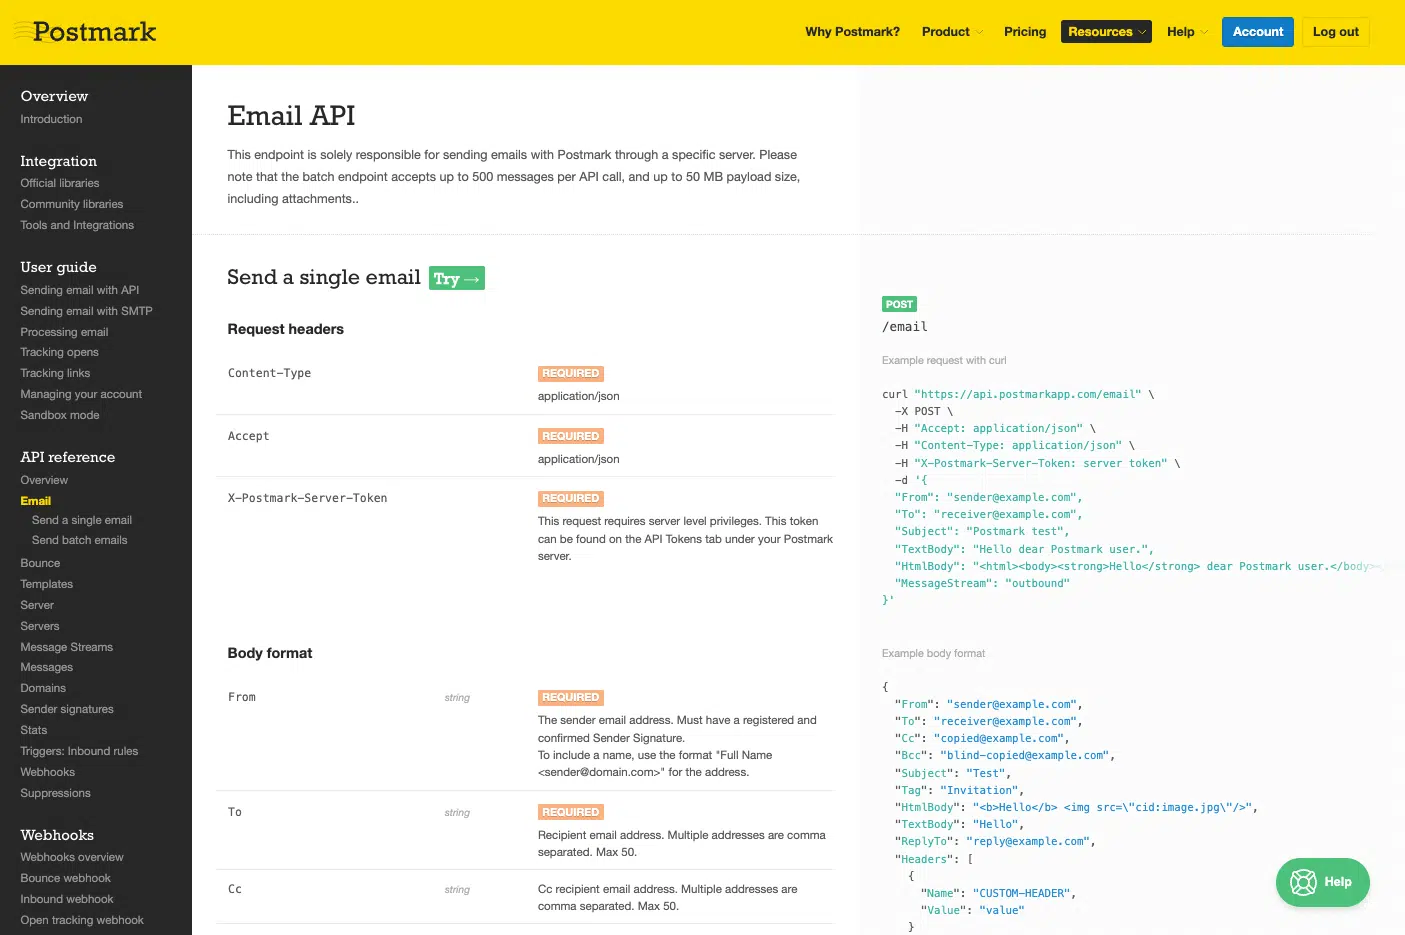 Postmark
Why Postmark?
Product
Pricing
Resources
Help
Account
Log out
Overview
Introduction
Integration
Official libraries
Community libraries
Tools and Integrations
User guide
Sending email with API
Sending email with SMTP
Processing email
Tracking opens
Tracking links
Managing your account
Sandbox mode
API reference
Overview
Email
Send a single email
Send batch emails
Bounce
Templates
Server
Servers
Message Streams
Messages
Domains
Sender signatures
Stats
Triggers: Inbound rules
Webhooks
Suppressions
Webhooks
Webhooks overview
Bounce webhook
Inbound webhook
Open tracking webhook
Email API
This endpoint is solely responsible for sending emails with Postmark through a specific server. Please
note that the batch endpoint accepts up to 500 messages per API call, and up to 50 MB payload size,
including attachments..
Send a single email Try →
Request headers
Content-Type
REQUIRED
application/json
Accept
REQUIRED
application/json
X-Postmark-Server-Token
REQUIRED
This request requires server level privileges. This token
can be found on the API Tokens tab under your Postmark
server.
Body format
From string
REQUIRED
The sender email address. Must have a registered and
confirmed Sender Signature.
To include a name, use the format "Full Name
<sender@domain.com>" for the address.
To string
REQUIRED
Recipient email address. Multiple addresses are comma
separated. Max 50.
Cc string
Cc recipient email address. Multiple addresses are
comma separated. Max 50.
POST
/email
Example request with curl
curl "https://api.postmarkapp.com/email" \
-X POST \
-H "Accept: application/json" \
-H "Content-Type: application/json" \
-H "X-Postmark-Server-Token: server token" \
-d '{
"From": "sender@example.com",
"To": "receiver@example.com",
"Subject": "Postmark test",
"TextBody": "Hello dear Postmark user.",
"HtmlBody": "<html><body><strong>Hello</strong> dear Postmark user.</body>
"MessageStream": "outbound"
}'
Example body format
{
"From": "sender@example.com",
"To": "receiver@example.com",
"Cc": "copied@example.com",
"Bcc": "blind-copied@example.com",
"Subject": "Test",
"Tag": "Invitation",
"HtmlBody": "<b>Hello</b> <img src=\"cid:image.jpg\"/>",
"TextBody": "Hello",
"ReplyTo": "reply@example.com",
"Headers": [
{
"Name": "CUSTOM-HEADER",
"Value": "value"
}
Help